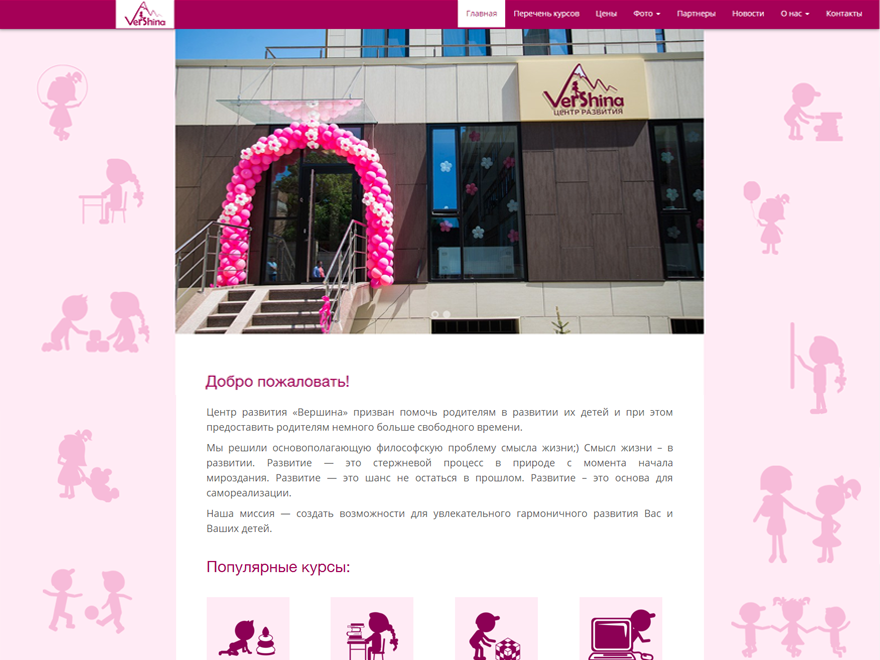 VerShina
Главная Перечень курсов Цены Фото Партнеры Новости О нас Контакты
VerShina
ЦЕНТР РАЗВИТИЯ
Добро пожаловать!
Центр развития «Вершина» призван помочь родителям в развитии их детей и при этом
предоставить родителям немного больше свободного времени.
Мы решили основополагающую философскую проблему смысла жизни;) Смысл жизни – в
развитии. Развитие — это стержневой процесс в природе с момента начала
мироздания. Развитие — это шанс не остаться в прошлом. Развитие – это основа для
самореализации.
Наша миссия — создать возможности для увлекательного гармоничного развития Вас и
Ваших детей.
Популярные курсы: